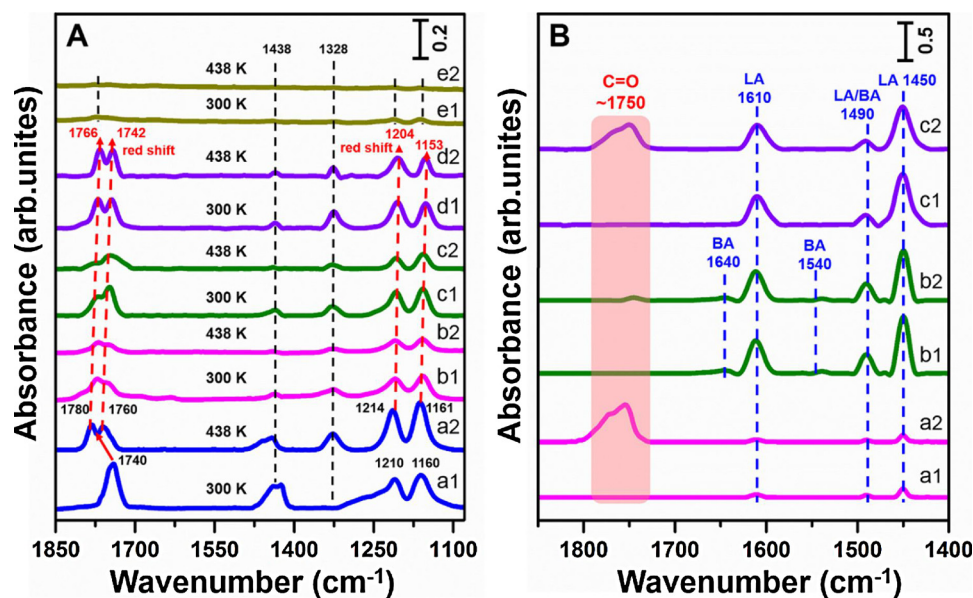 A
0.2
1438
1328
e2
438 K
e1
300 K
1766
1742
red shift
1204
red shift
1153
438 K
d2
300 K
d1
438 K
c2
300 K
c1
438 K
b2
300 K
b1
1780
1760
1214
1161
438 K
a2
1740
1210
1160
300 K
a1
1850
1700
1550
1400
1250
1100
Wavenumber (cm-1)
Absorbance (arb.unites)
B
0.5
C=O
~1750
LA
1610
LA/BA
1490
LA 1450
c2
c1
BA
1640
BA
1540
b2
b1
a2
a1
1800
1700
1600
1500
1400
Wavenumber (cm-1)
Absorbance (arb.unites)